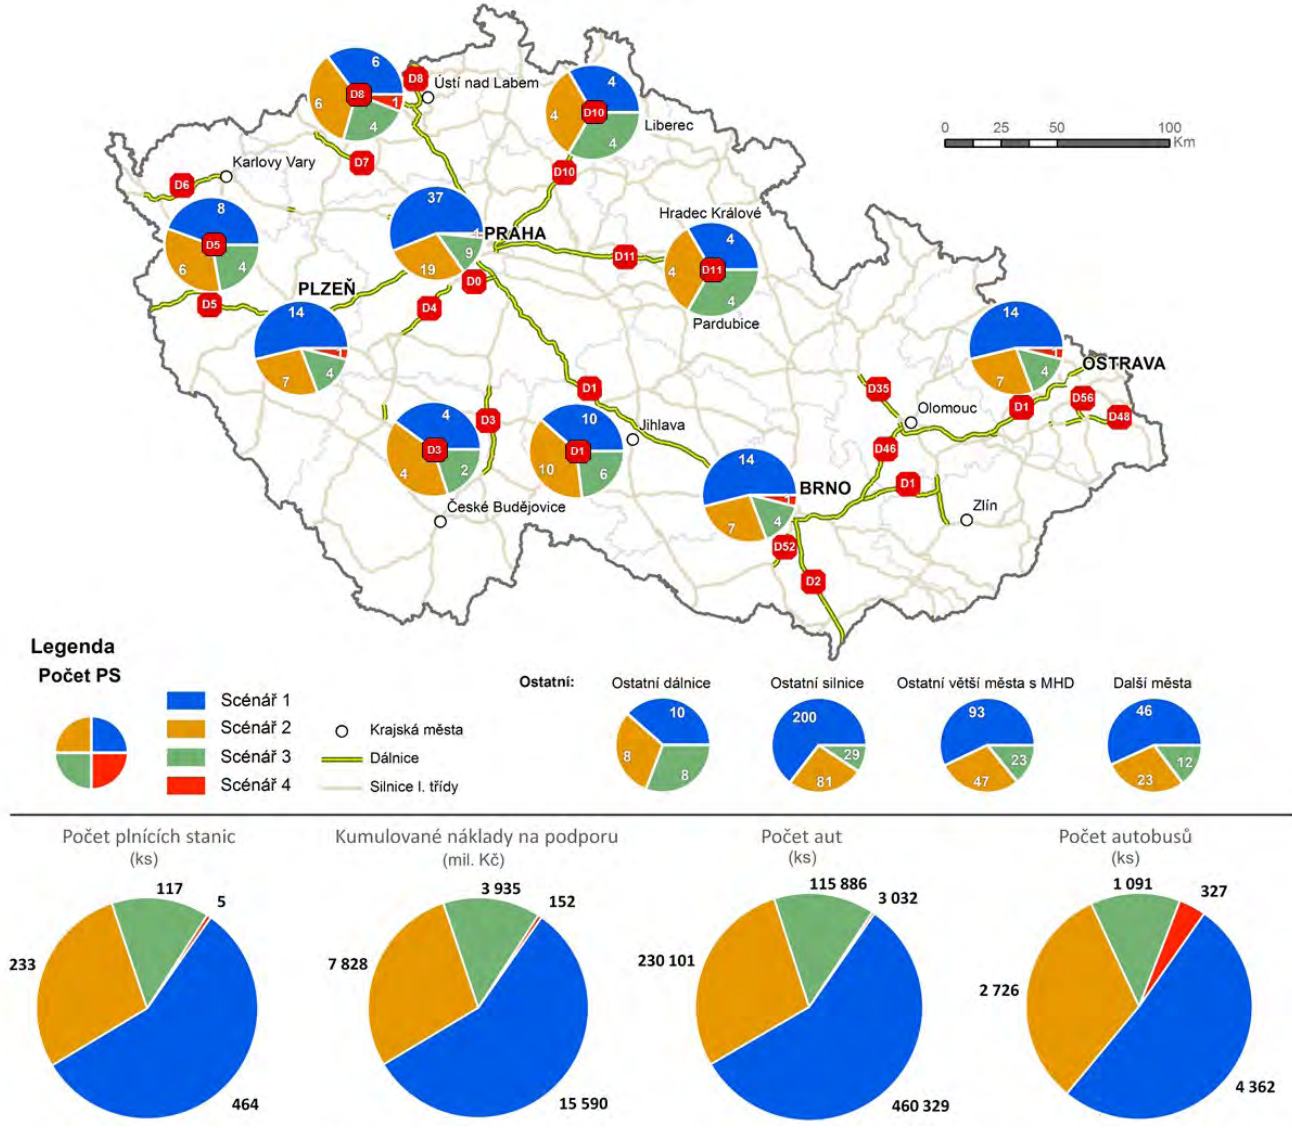 6
6
D8
1
4
D8
Ústí nad Labem
4
4
D10
4
Liberec
0 25 50 100
Km
D7
Karlovy Vary
D6
D10
8
D5
6
4
37
PRAHA
19
9
Hradec Králové
4
4
D11
4
Pardubice
D11
D0
D5
PLZEŇ
D4
14
1
7
4
14
1
7
4
OSTRAVA
D1
D35
D56
D48
Olomouc
D1
D3
4
D3
4
2
10
D1
10
6
Jihlava
D46
14
BRNO
1
7
4
D1
Zlín
České Budějovice
D52
D2
Legenda
Počet PS
Scénář 1
Scénář 2
Scénář 3
Scénář 4
Krajská města
Dálnice
Silnice I. třídy
Ostatní:
Ostatní dálnice
10
8
8
Ostatní silnice
200
29
81
Ostatní větší města s MHD
93
23
47
Další města
46
12
23
Počet plnících stanic
(ks)
117
5
233
464
Kumulované náklady na podporu
(mil. Kč)
3 935
152
7 828
15 590
Počet aut
(ks)
115 886
3 032
230 101
460 329
Počet autobusů
(ks)
1 091
327
2 726
4 362